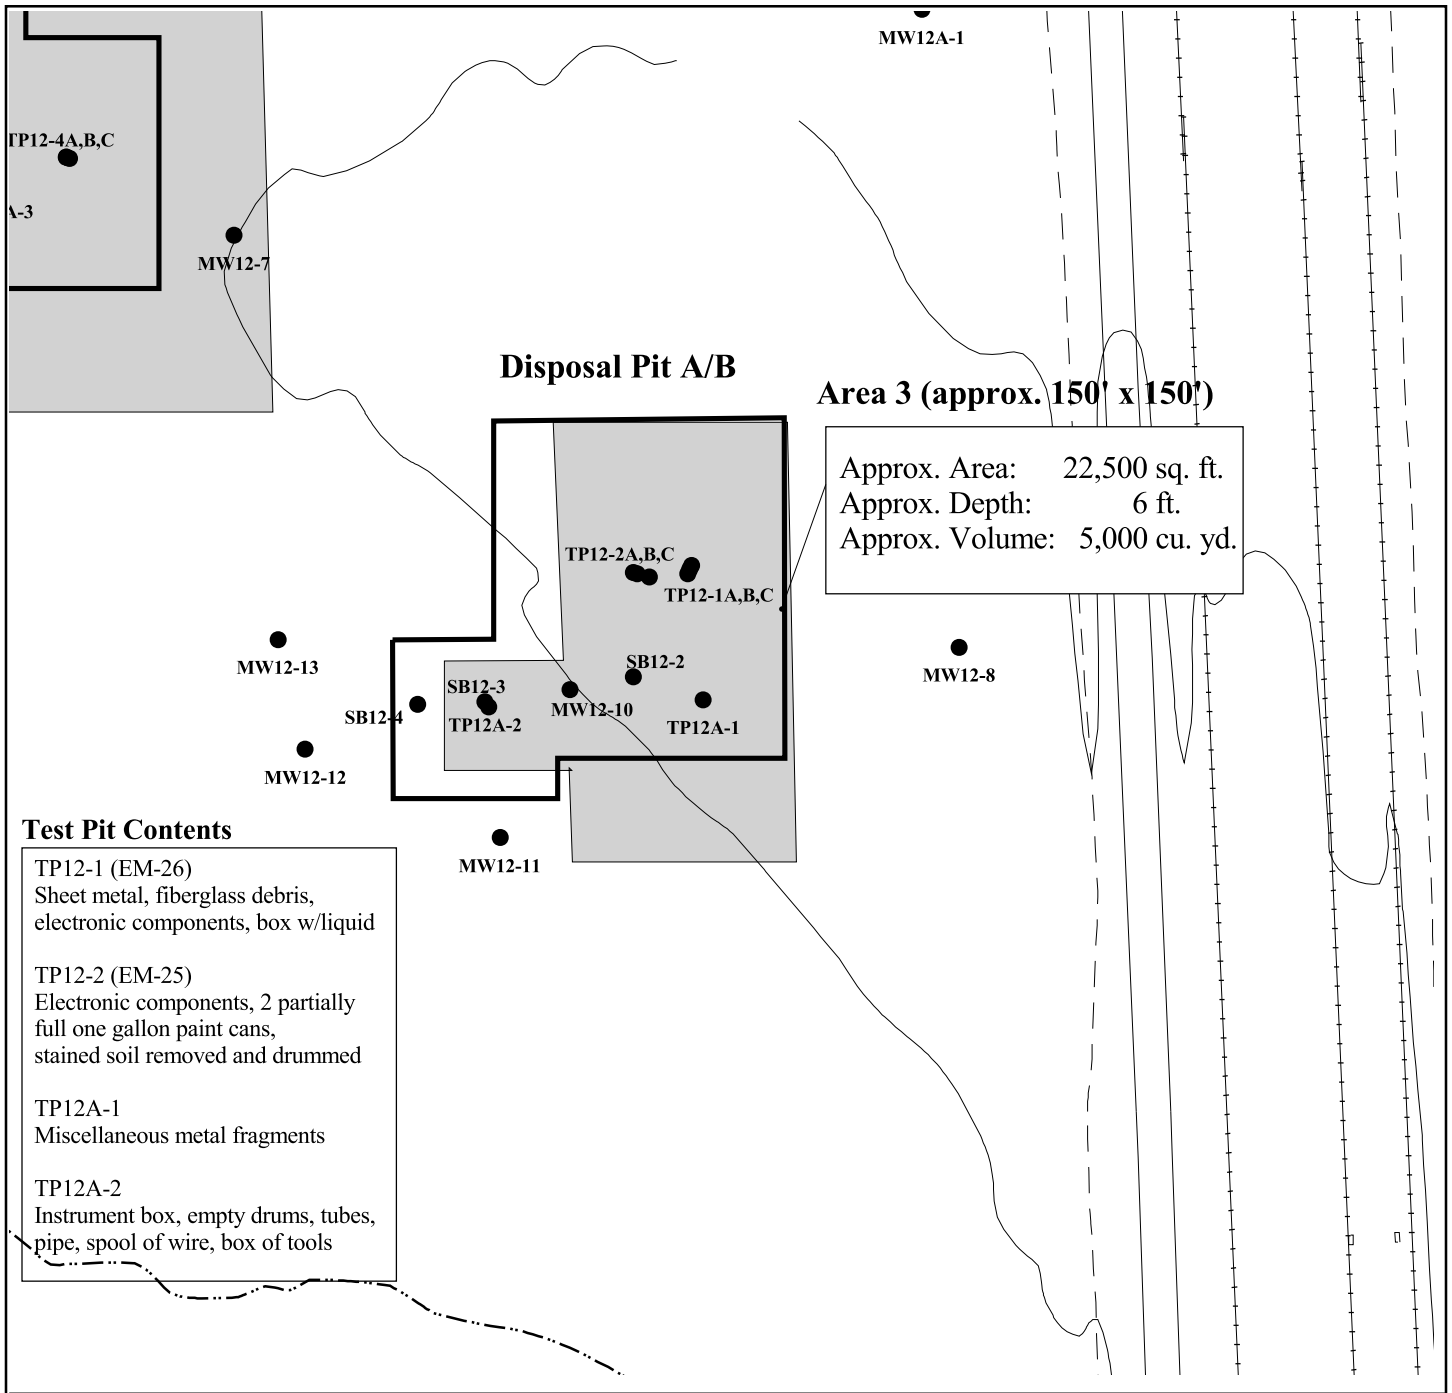 MW12A-1
TP12-4A,B,C
A-3
MW12-7
Disposal Pit A/B
Area 3 (approx. 150' x 150')
Approx. Area: 22,500 sq. ft.
Approx. Depth: 6 ft.
Approx. Volume: 5,000 cu. yd.
TP12-2A,B,C
TP12-1A,B,C
MW12-13
SB12-2
MW12-8
SB12-3
SB12-4
MW12-10
TP12A-2
TP12A-1
MW12-12
MW12-11
Test Pit Contents
TP12-1 (EM-26)
Sheet metal, fiberglass debris,
electronic components, box w/liquid
TP12-2 (EM-25)
Electronic components, 2 partially
full one gallon paint cans,
stained soil removed and drummed
TP12A-1
Miscellaneous metal fragments
TP12A-2
Instrument box, empty drums, tubes,
pipe, spool of wire, box of tools